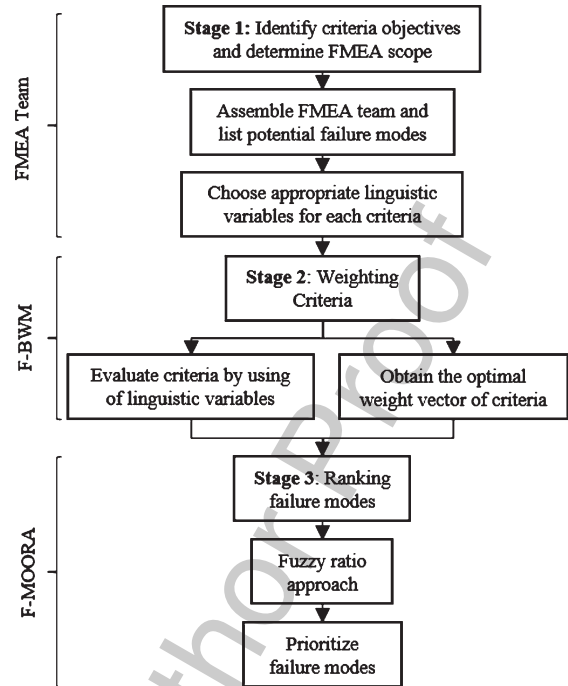 FMEA Team
Stage 1: Identify criteria objectives
and determine FMEA scope
Assemble FMEA team and
list potential failure modes
Choose appropriate linguistic
variables for each criteria
F-BWM
Stage 2: Weighting
Criteria
Evaluate criteria by using
of linguistic variables
Obtain the optimal
weight vector of criteria
F-MOORA
Stage 3: Ranking
failure modes
Fuzzy ratio
approach
Prioritize
failure modes
thor Proof